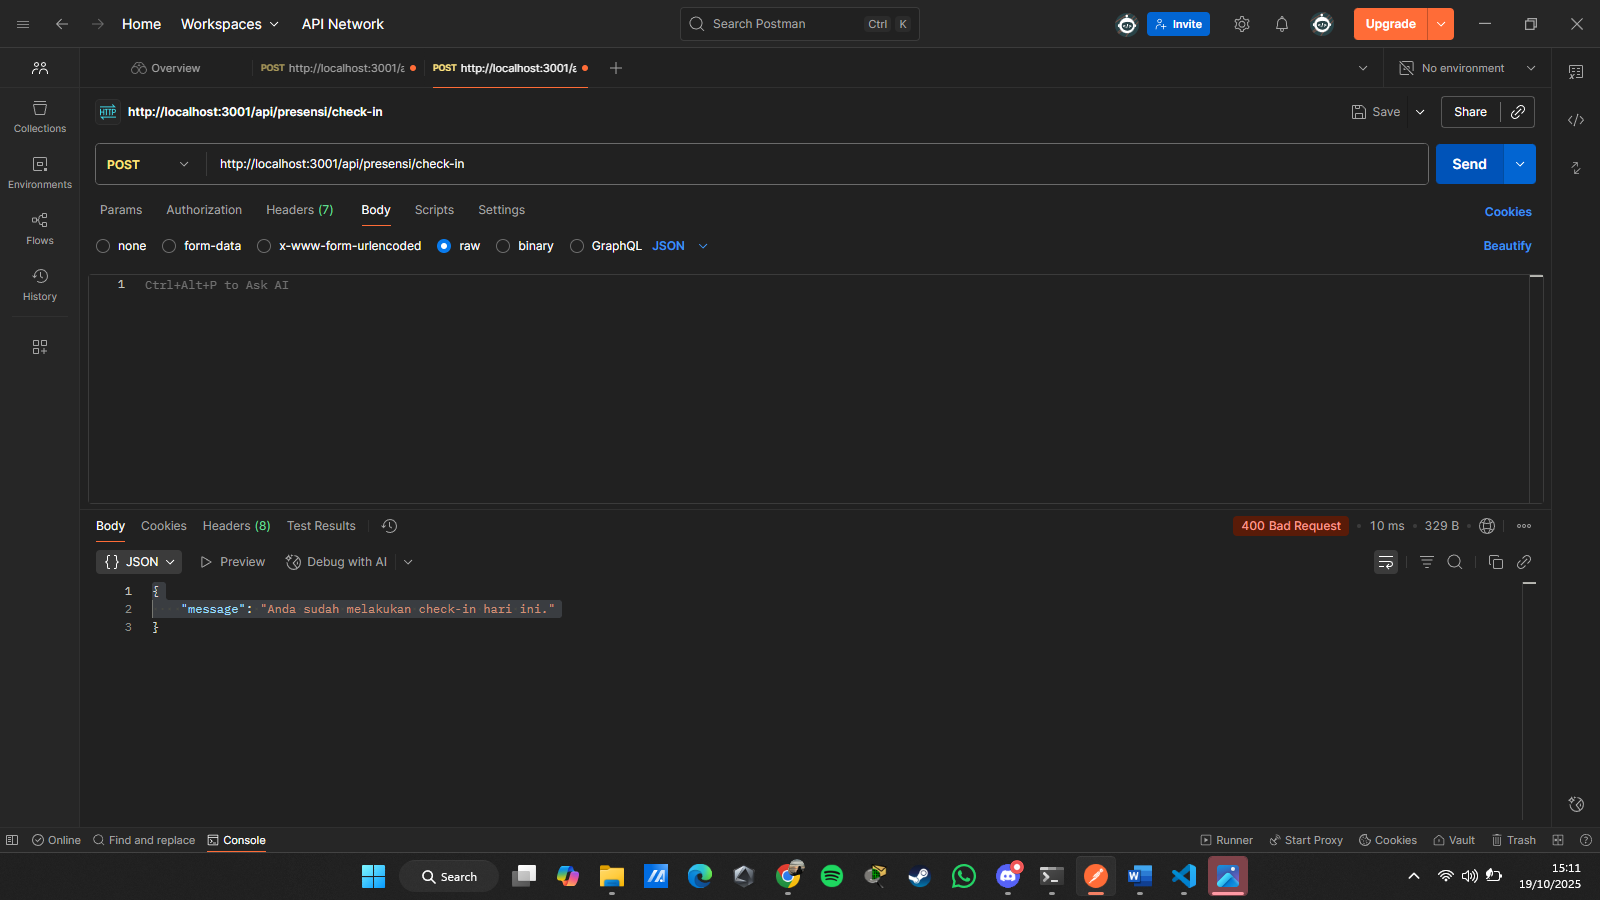 Home Workspaces API Network Search Postman Ctrl K Invite Upgrade
Overview POST http://localhost:3001/a POST http://localhost:3001/a No environment
HTTP http://localhost:3001/api/presensi/check-in Save Share
Collections
Environments
Flows
History
POST http://localhost:3001/api/presensi/check-in Send
Params Authorization Headers (7) Body Scripts Settings Cookies
none form-data x-www-form-urlencoded raw binary GraphQL JSON Beautify
1 Ctrl+Alt+P to Ask AI
Body Cookies Headers (8) Test Results 400 Bad Request • 10 ms • 329 B •
{} JSON Preview Debug with AI
1 {
2 "message": "Anda sudah melakukan check-in hari ini."
3 }
Online Find and replace Console Runner Start Proxy Cookies Vault Trash
Search
15:11
19/10/2025